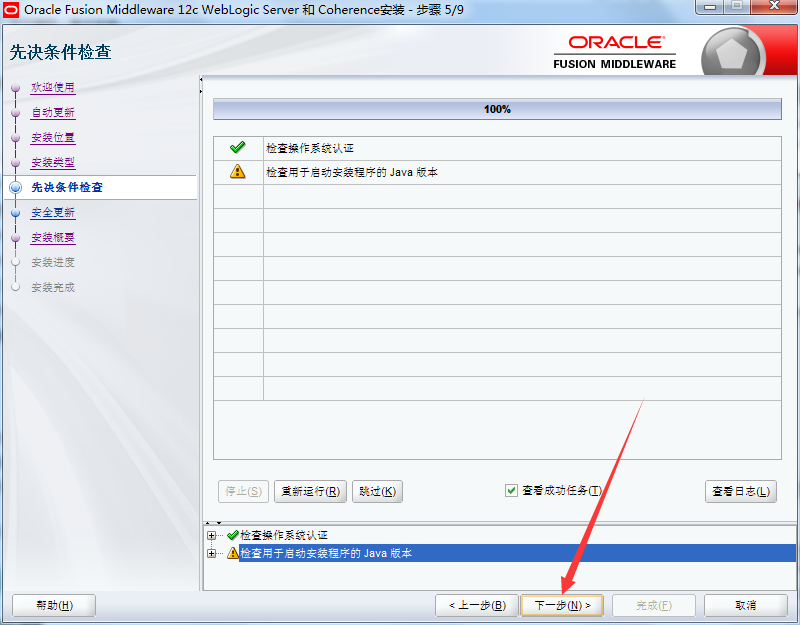 Oracle Fusion Middleware 12c WebLogic Server 和 Coherence安装 - 步骤 5/9
先决条件检查
ORACLE
FUSION MIDDLEWARE
欢迎使用
自动更新
安装位置
安装类型
先决条件检查
安全更新
安装概要
安装进度
安装完成
100%
检查操作系统认证
检查用于启动安装程序的 Java 版本
停止(S) 重新运行(R) 跳过(K) 查看成功任务(T) 查看日志(L)
检查操作系统认证
检查用于启动安装程序的 Java 版本
帮助(H) < 上一步(B) 下一步(N) > 完成(F) 取消